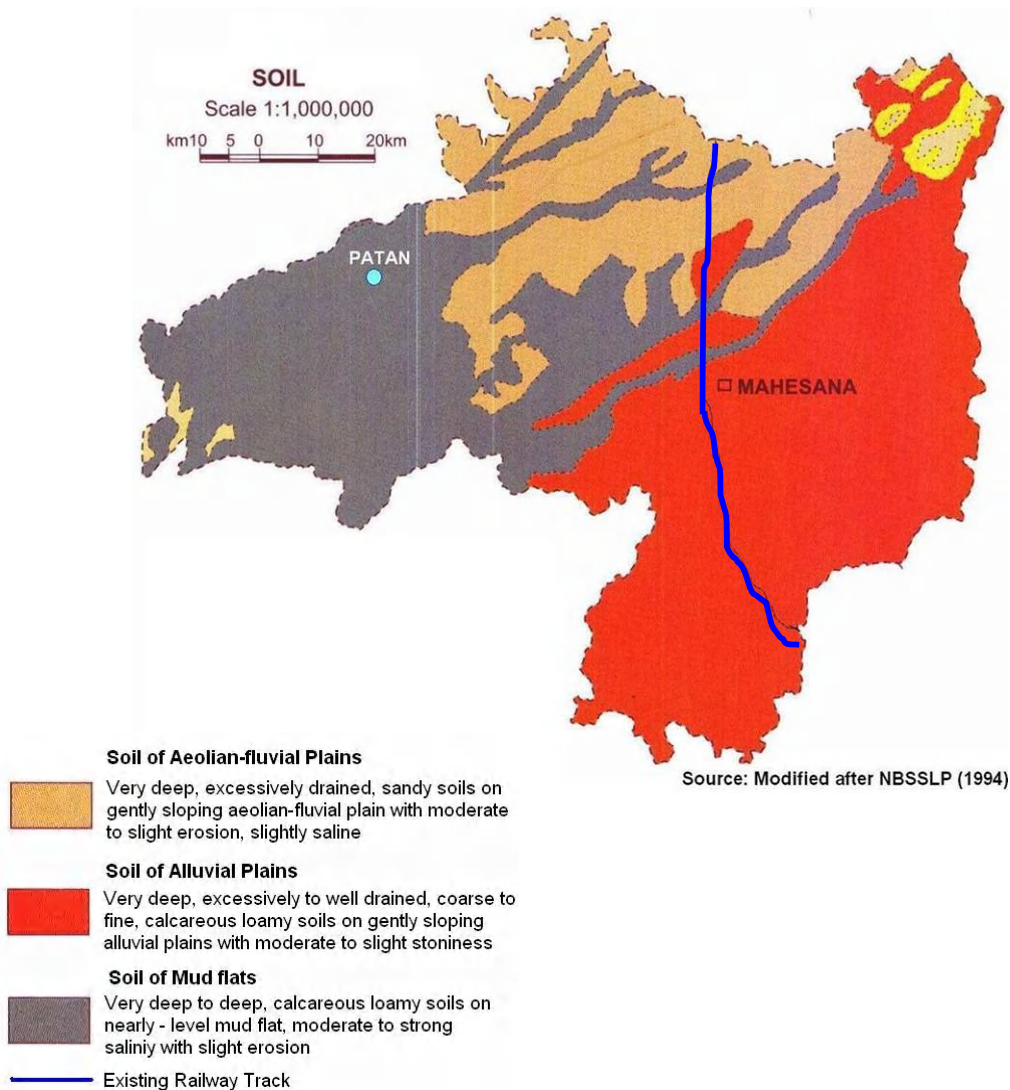 SOIL
Scale 1:1,000,000
km10 5 0 10 20km
PATAN
MAHESANA
Source: Modified after NBSSLP (1994)
Soil of Aeolian-fluvial Plains
Very deep, excessively drained, sandy soils on
gently sloping aeolian-fluvial plain with moderate
to slight erosion, slightly saline
Soil of Alluvial Plains
Very deep, excessively to well drained, coarse to
fine, calcareous loamy soils on gently sloping
alluvial plains with moderate to slight stoniness
Soil of Mud flats
Very deep to deep, calcareous loamy soils on
nearly - level mud flat, moderate to strong
saliniy with slight erosion
Existing Railway Track